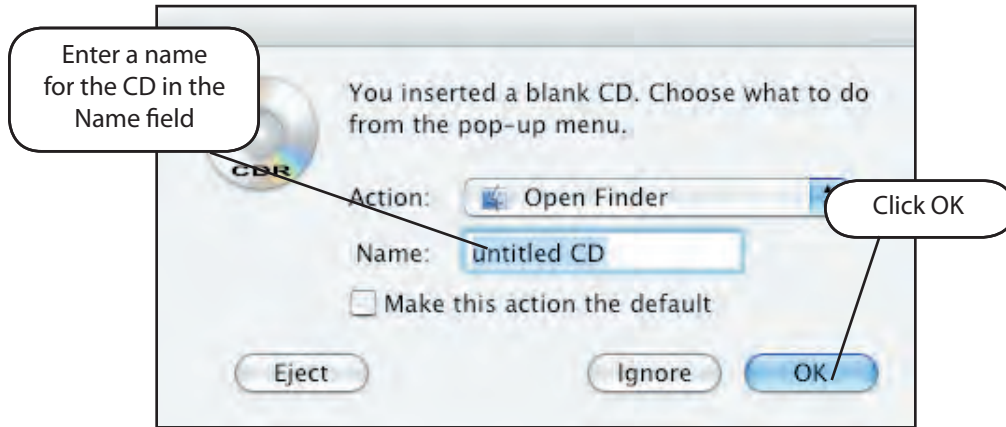 Enter a name
for the CD in the
Name field
You inserted a blank CD. Choose what to do
from the pop-up menu.
CDR
Action: Open Finder
Click OK
Name: untitled CD
Make this action the default
Eject Ignore OK